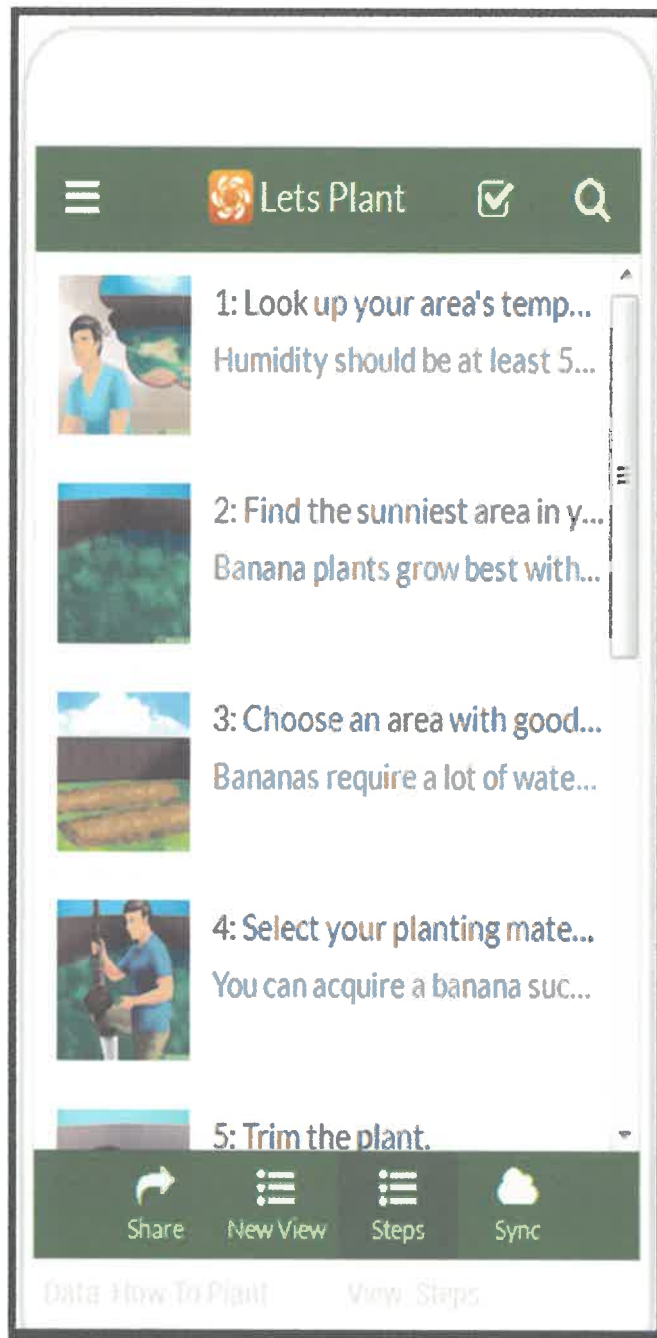 Lets Plant
1: Look up your area's temp...
Humidity should be at least 5...
2: Find the sunniest area in y...
Banana plants grow best with...
3: Choose an area with good...
Bananas require a lot of wate...
4: Select your planting mate...
You can acquire a banana suc...
5: Trim the plant.
Share New View Steps Sync
Data How To Plant View Steps